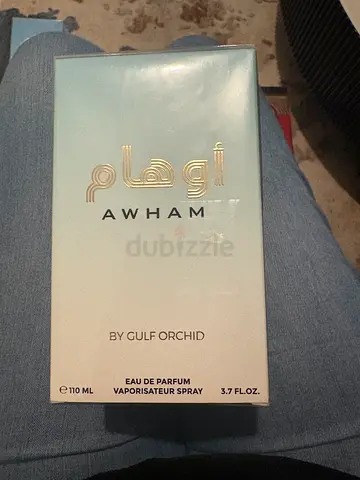 أوهام
AWHAM
dubizzle
BY GULF ORCHID
EAU DE PARFUM
℮ 110 ML VAPORISATEUR SPRAY 3.7 FL.OZ.